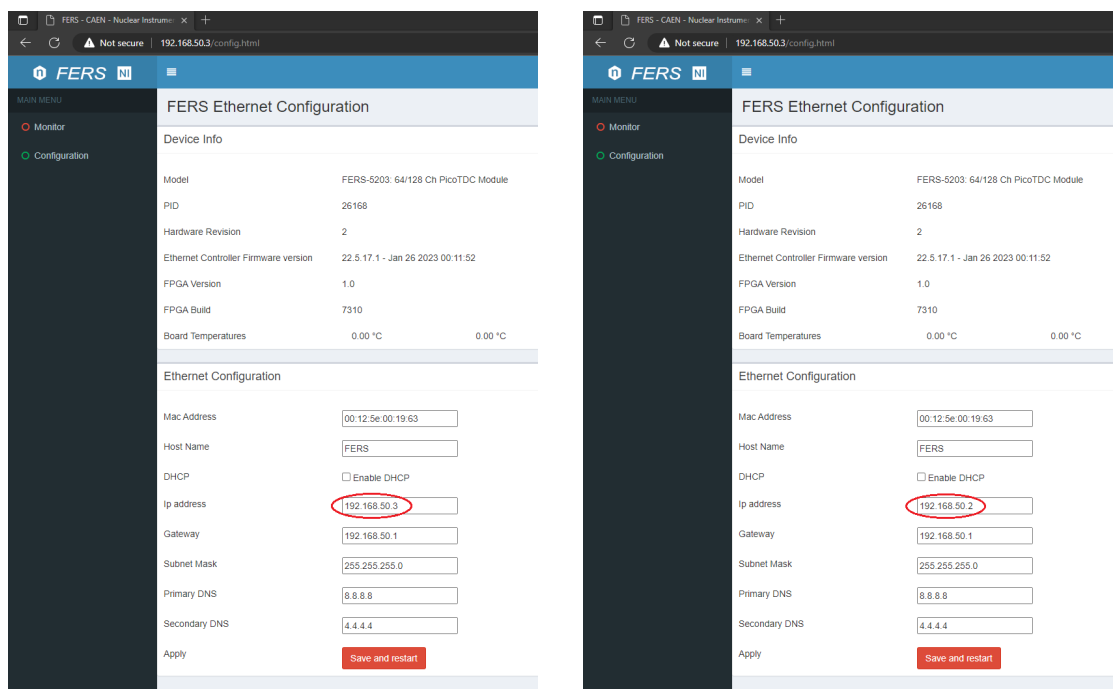 FERS - CAEN - Nuclear Instrume
Not secure 192.168.50.3/config.html
FERS NI
MAIN MENU
Monitor
Configuration
FERS Ethernet Configuration
Device Info
Model FERS-5203: 64/128 Ch PicoTDC Module
PID 26168
Hardware Revision 2
Ethernet Controller Firmware version 22.5.17.1 - Jan 26 2023 00:11:52
FPGA Version 1.0
FPGA Build 7310
Board Temperatures 0.00 °C 0.00 °C
Ethernet Configuration
Mac Address 00:12:5e:00:19:63
Host Name FERS
DHCP Enable DHCP
Ip address 192.168.50.3
Gateway 192.168.50.1
Subnet Mask 255.255.255.0
Primary DNS 8.8.8.8
Secondary DNS 4.4.4.4
Apply Save and restart
FERS - CAEN - Nuclear Instrume
Not secure 192.168.50.3/config.html
FERS NI
MAIN MENU
Monitor
Configuration
FERS Ethernet Configuration
Device Info
Model FERS-5203: 64/128 Ch PicoTDC Module
PID 26168
Hardware Revision 2
Ethernet Controller Firmware version 22.5.17.1 - Jan 26 2023 00:11:52
FPGA Version 1.0
FPGA Build 7310
Board Temperatures 0.00 °C 0.00 °C
Ethernet Configuration
Mac Address 00:12:5e:00:19:63
Host Name FERS
DHCP Enable DHCP
Ip address 192.168.50.2
Gateway 192.168.50.1
Subnet Mask 255.255.255.0
Primary DNS 8.8.8.8
Secondary DNS 4.4.4.4
Apply Save and restart